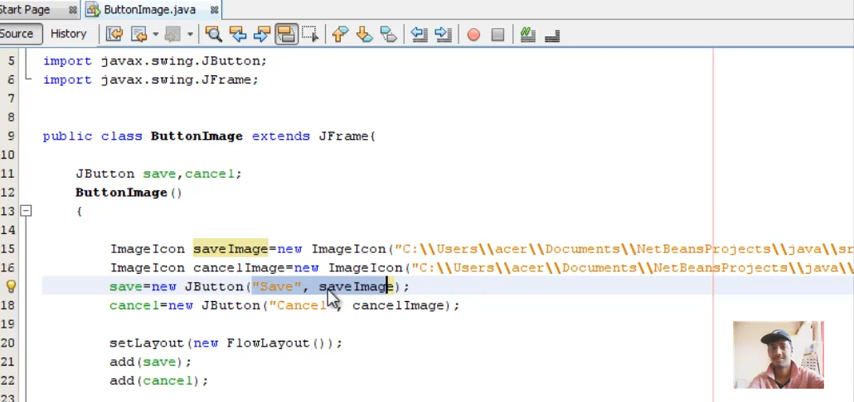 Start Page ButtonImage.java
Source History
5 import javax.swing.JButton;
6 import javax.swing.JFrame;
7
8
9 public class ButtonImage extends JFrame{
10
11 JButton save,cancel;
12 ButtonImage()
13 {
14
15 ImageIcon saveImage=new ImageIcon("C:\\Users\\acer\\Documents\\NetBeansProjects\\java\\sr
16 ImageIcon cancelImage=new ImageIcon("C:\\Users\\acer\\Documents\\NetBeansProjects\\java\\
save=new JButton("Save", saveImage);
18 cancel=new JButton("Cancel", cancelImage);
19
20 setLayout(new FlowLayout());
21 add(save);
22 add(cancel);
23